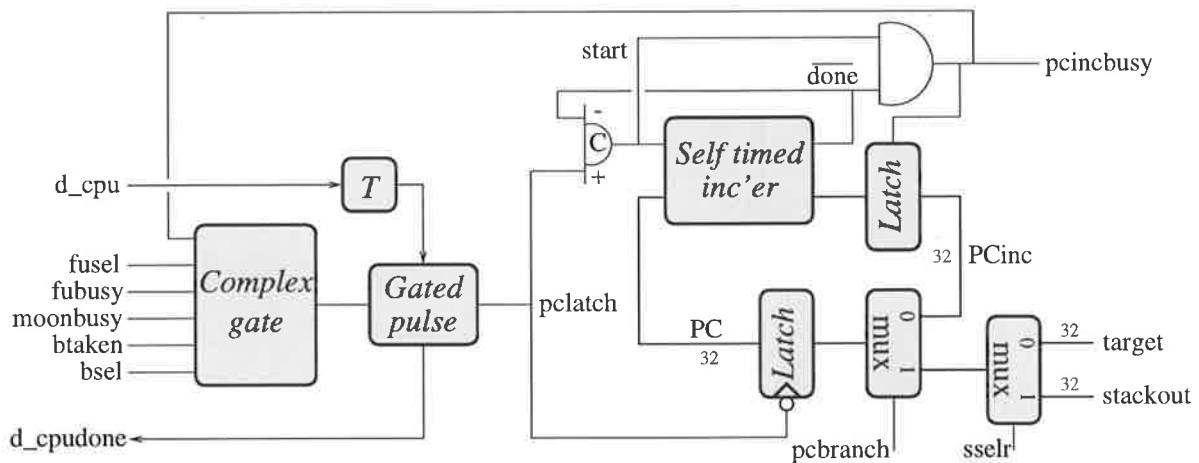 start
done
pcincbusy
-
C
+
Self timed
inc'er
Latch
d_cpu
T
fusel
fubusy
moonbusy
btaken
bsel
Complex
gate
Gated
pulse
pclatch
32
PCinc
PC
32
Latch
0
mux
1
0
mux
1
32
target
32
stackout
d_cpudone
pcbranch
sselr